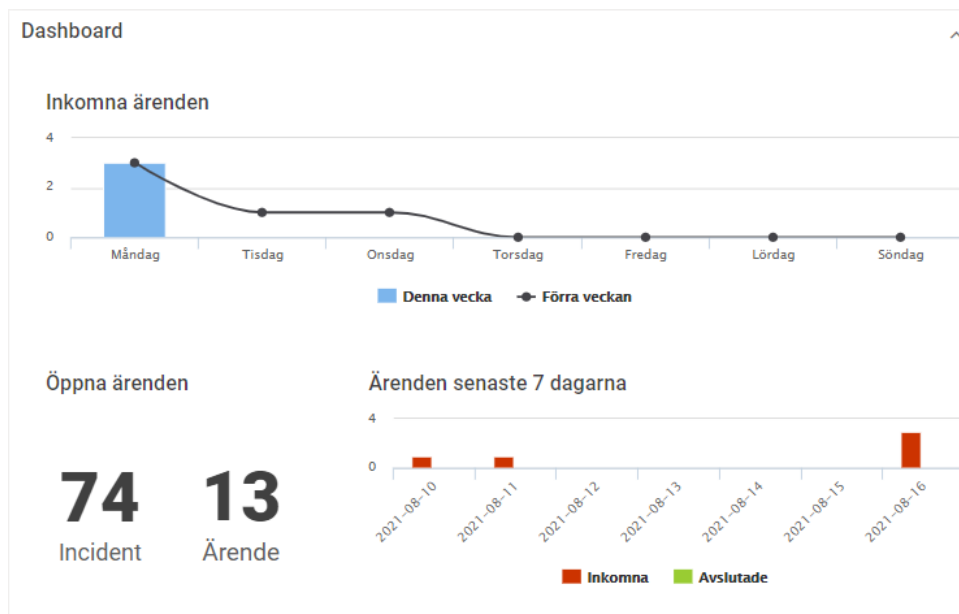 Dashboard
Inkomna ärenden
4
2
0
Måndag Tisdag Onsdag Torsdag Fredag Lördag Söndag
Denna vecka Förra veckan
Öppna ärenden
74 13
Incident Ärende
Ärenden senaste 7 dagarna
4
0
2021-08-10 2021-08-11 2021-08-12 2021-08-13 2021-08-14 2021-08-15 2021-08-16
Inkomna Avslutade